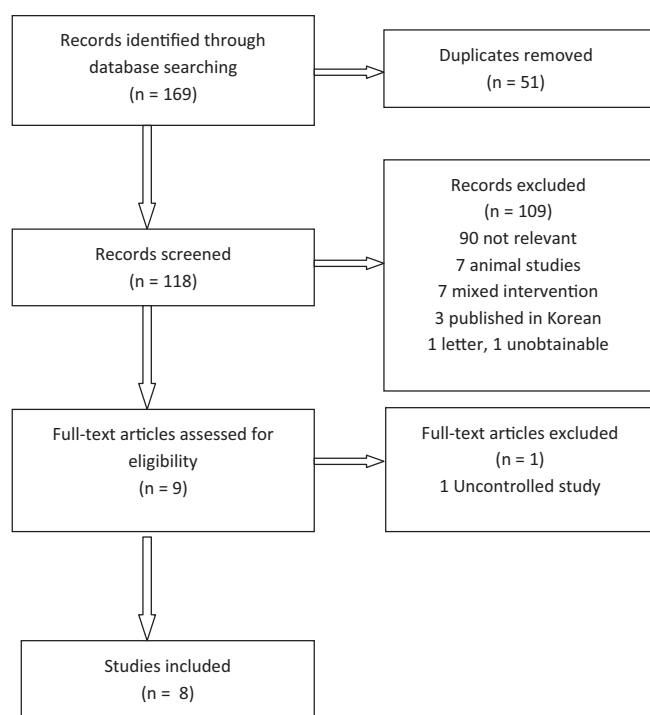 Records identified through
database searching
(n = 169)
Duplicates removed
(n = 51)
Records excluded
(n = 109)
90 not relevant
7 animal studies
7 mixed intervention
3 published in Korean
1 letter, 1 unobtainable
Records screened
(n = 118)
Full-text articles assessed for
eligibility
(n = 9)
Full-text articles excluded
(n = 1)
1 Uncontrolled study
Studies included
(n = 8)